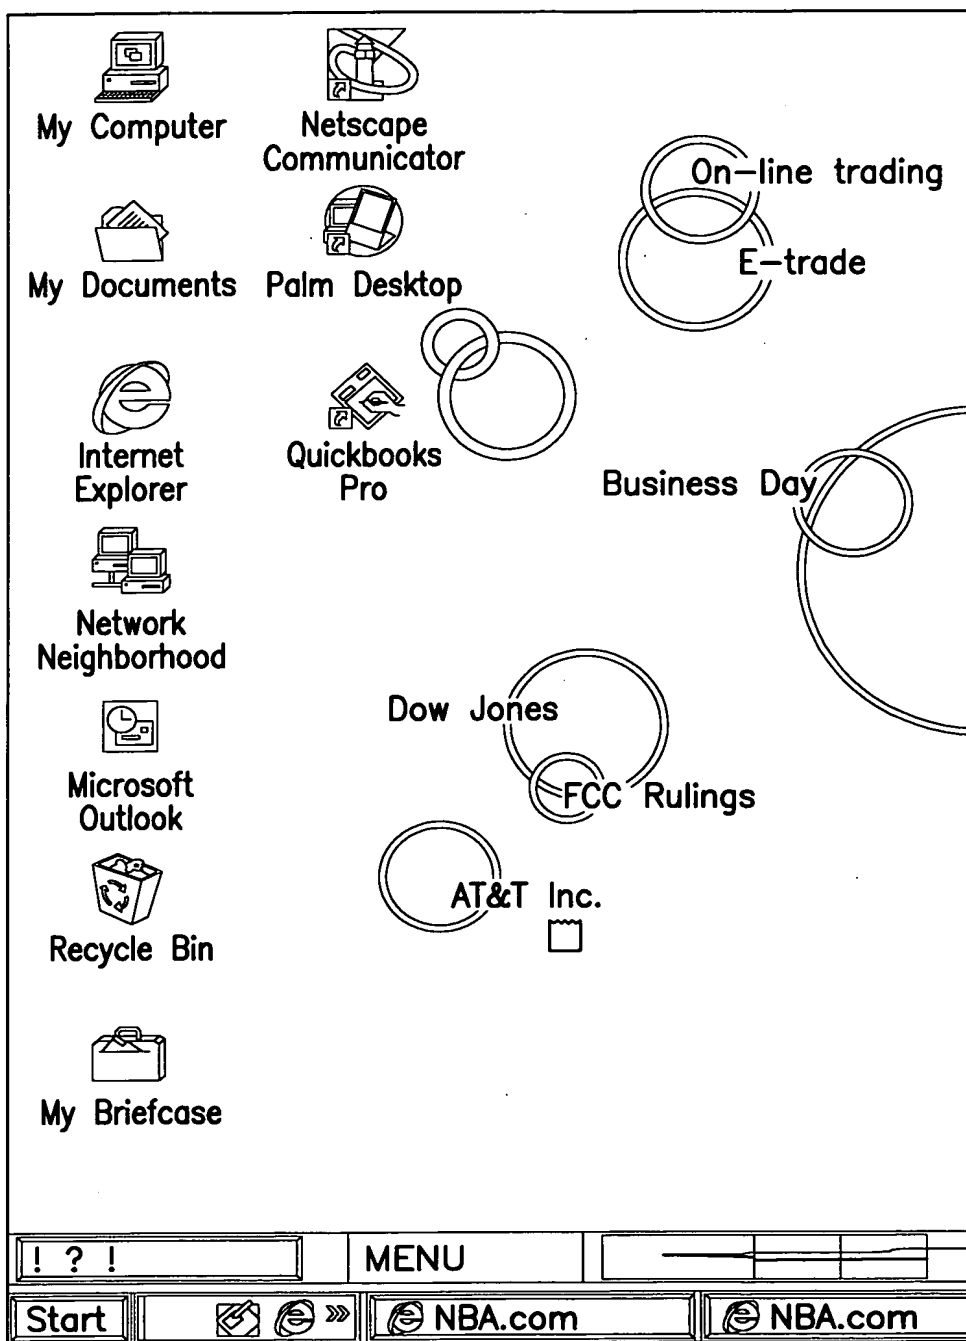 My Computer
Netscape
Communicator
On-line trading
E-trade
My Documents
Palm Desktop
Internet
Explorer
Quickbooks
Pro
Business Day
Network
Neighborhood
Dow Jones
Microsoft
Outlook
FCC Rulings
AT&T Inc.
Recycle Bin
My Briefcase
! ? !
MENU
Start
»
NBA.com
NBA.com